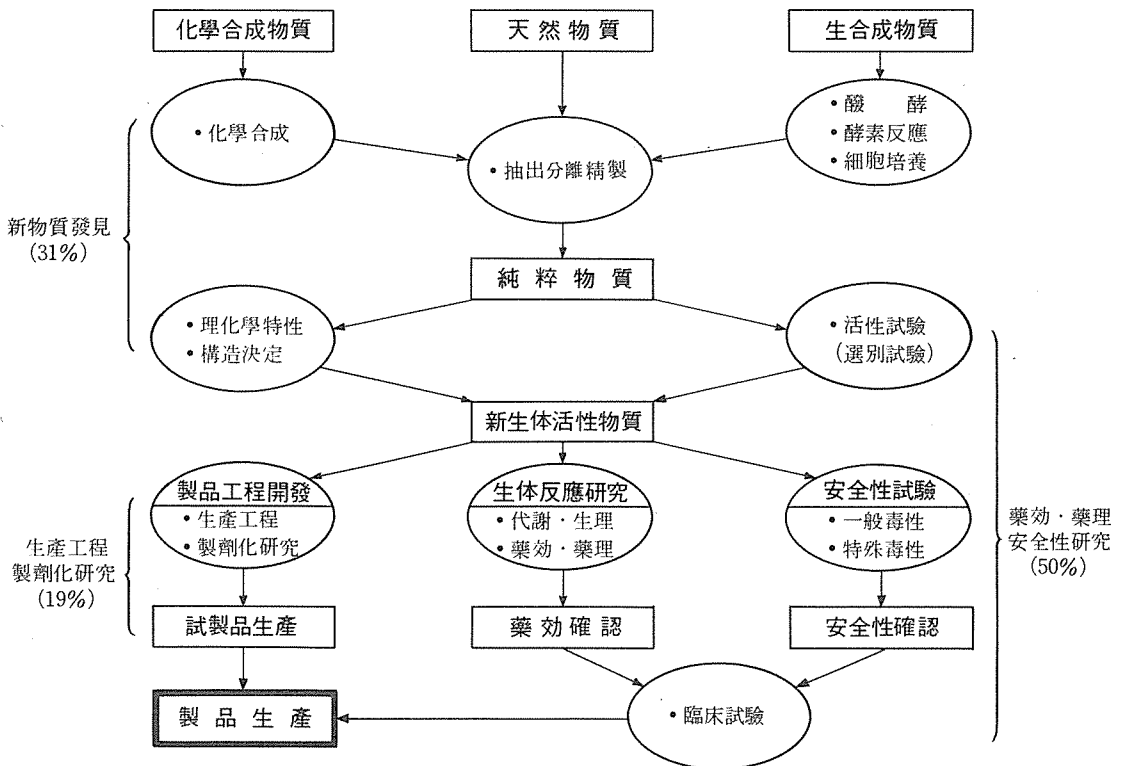 化學合成物質
天然物質
生合成物質
• 化學合成
• 醱 酵
• 酵素反應
• 細胞培養
• 抽出分離精製
新物質發見
(31%)
純粹物質
• 理化學特性
• 構造決定
• 活性試驗
(選別試驗)
新生体活性物質
製品工程開發
• 生產工程
• 製劑化研究
生体反應研究
• 代謝·生理
• 藥効·藥理
安全性試驗
• 一般毒性
• 特殊毒性
生產工程
製劑化研究
(19%)
藥効·藥理
安全性研究
(50%)
試製品生產
藥効確認
安全性確認
製品生產
• 臨床試驗